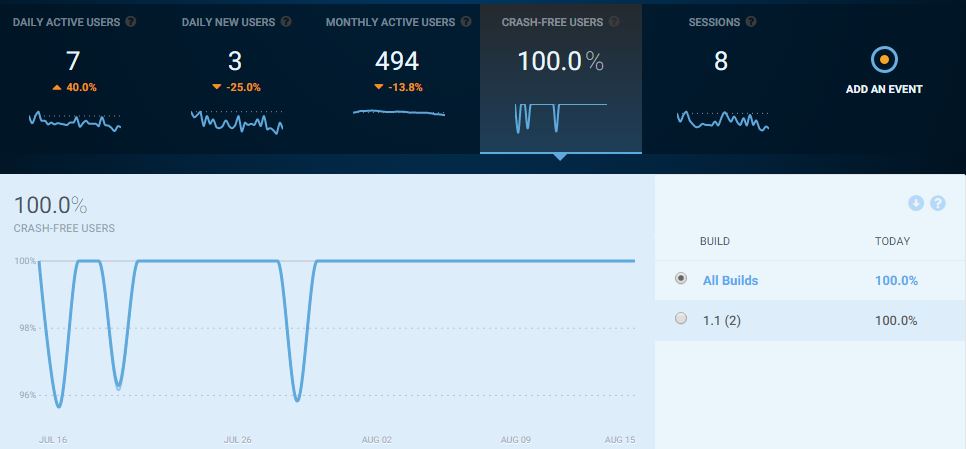 DAILY ACTIVE USERS ?
DAILY NEW USERS ?
MONTHLY ACTIVE USERS ?
CRASH-FREE USERS ?
SESSIONS ?
7
3
494
100.0%
8
40.0%
-25.0%
-13.8%
ADD AN EVENT
100.0%
CRASH-FREE USERS
?
BUILD TODAY
100%
All Builds 100.0%
1.1 (2) 100.0%
98%
96%
JUL 16 JUL 26 AUG 02 AUG 09 AUG 15